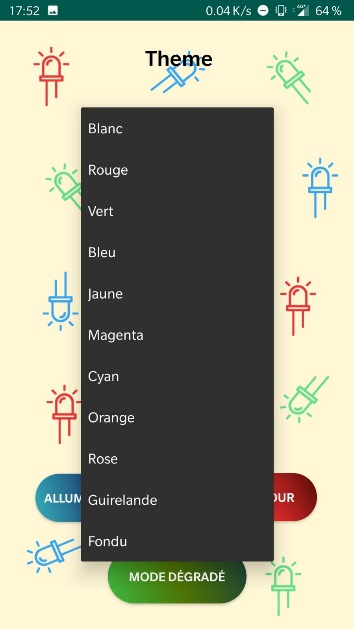 17:52 0.04 K/s 4G+ 64 %
Theme
Blanc
Rouge
Vert
Bleu
Jaune
Magenta
Cyan
Orange
Rose
Guirelande
Fondu
ALLUM OUR
MODE DÉGRADÉ